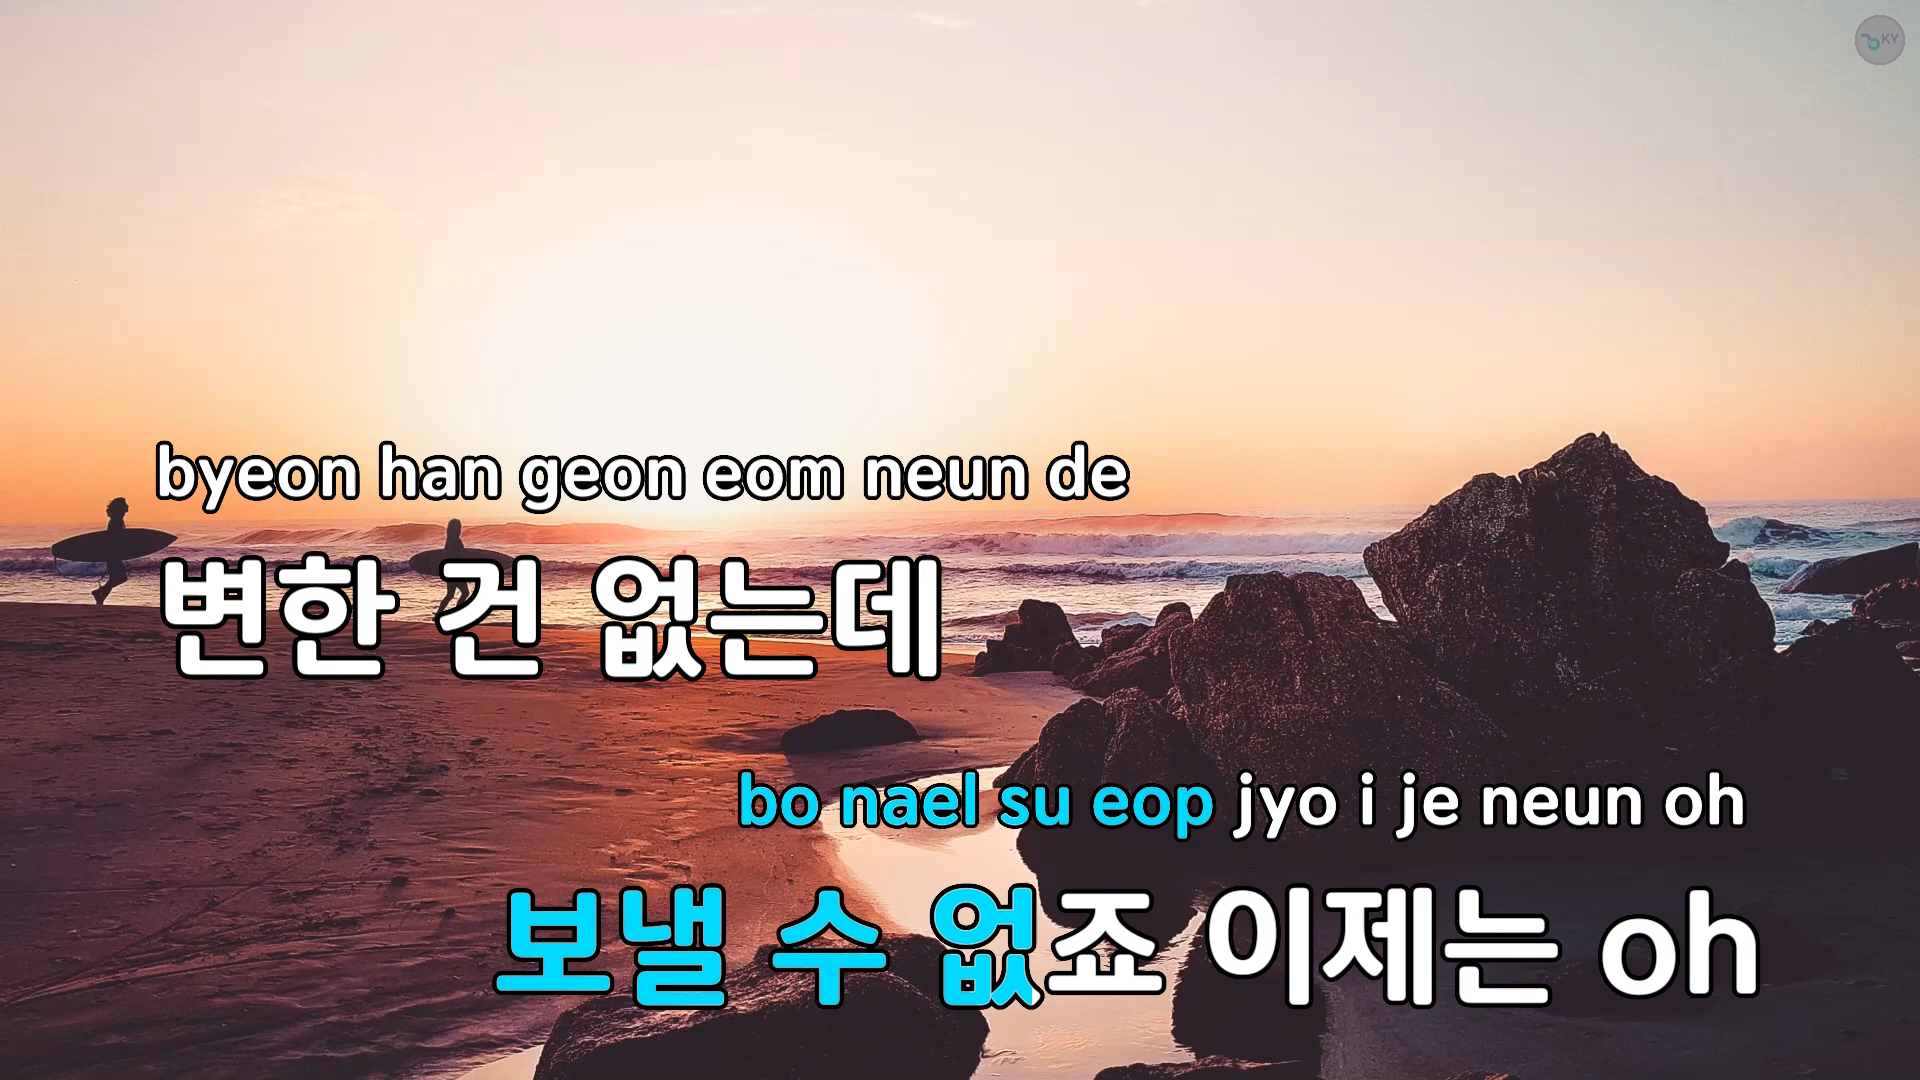 KY
byeon han geon eom neun de
변한 건 없는데
bo nael su eop jyo i je neun oh
보낼 수 없죠 이제는 oh